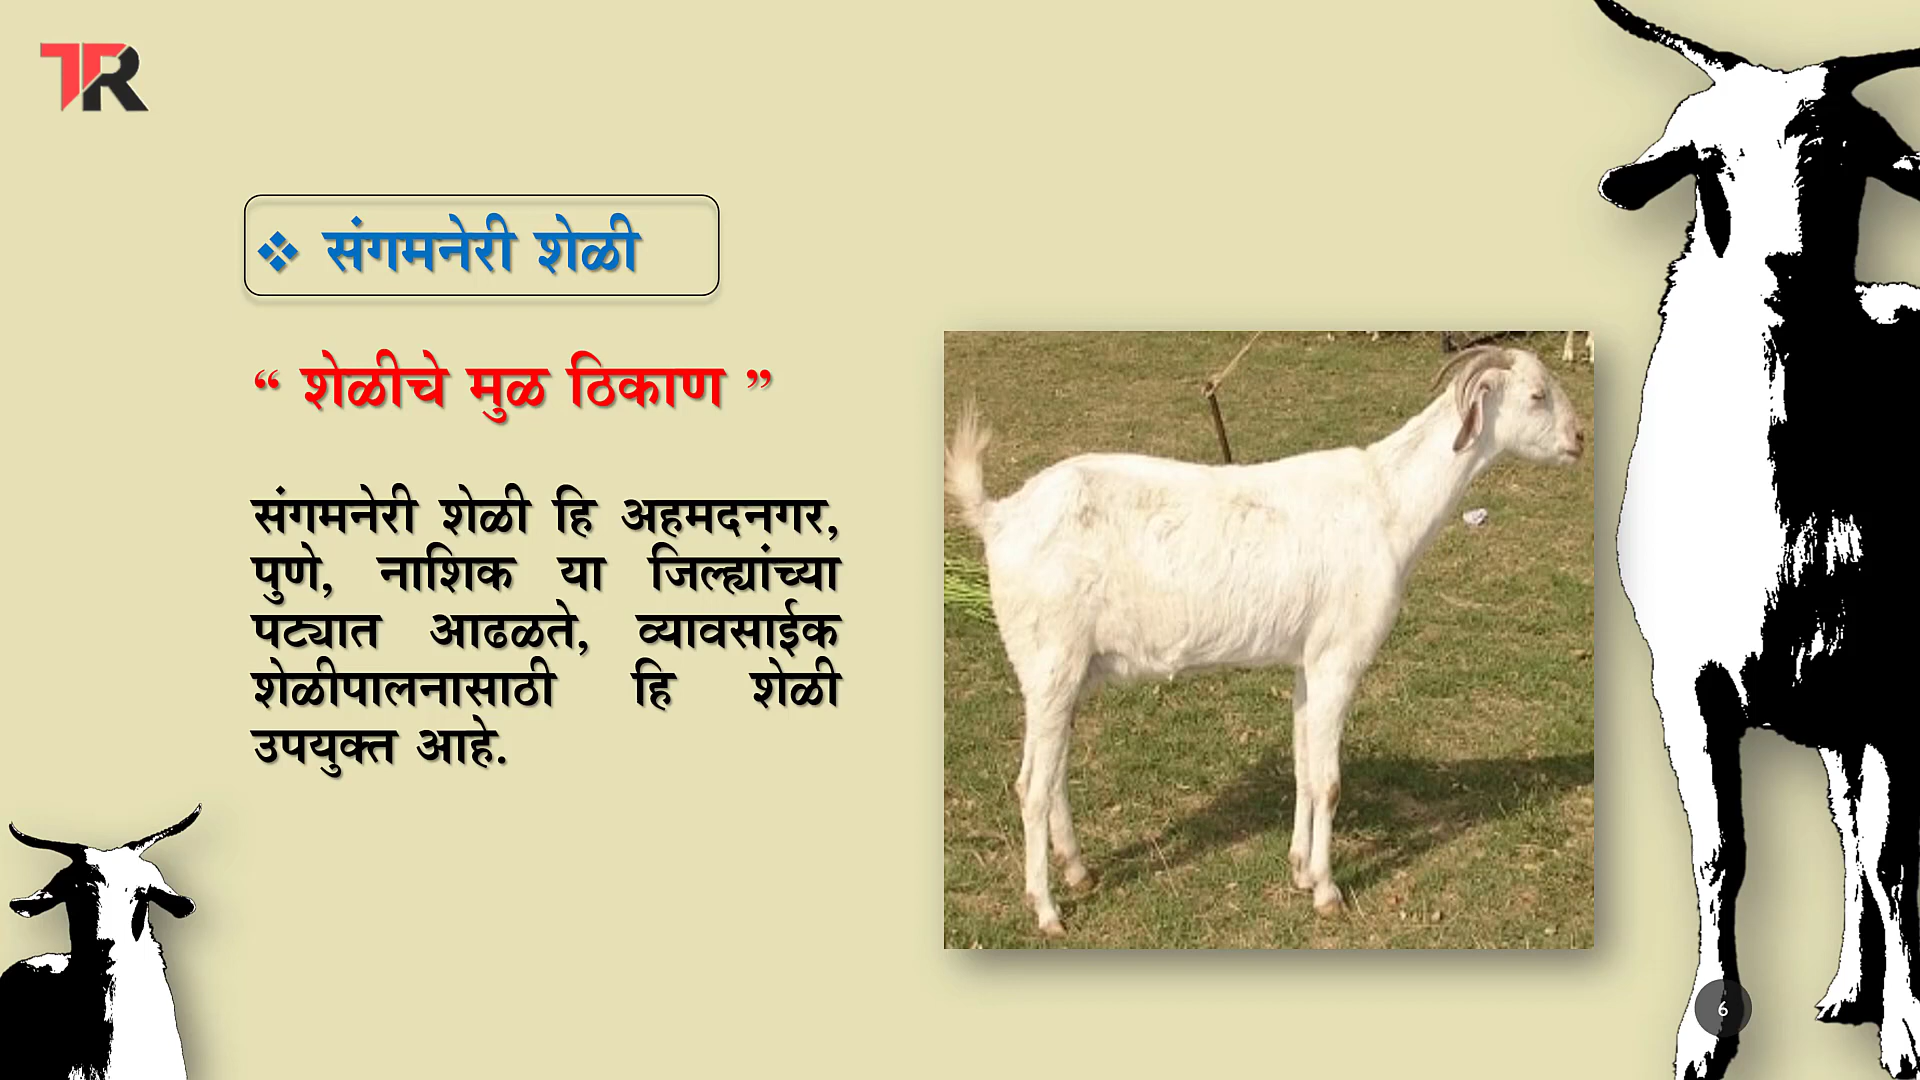 TR
❖ संगमनेरी शेळी
“ शेळीचे मुळ ठिकाण ”
संगमनेरी शेळी हि अहमदनगर,
पुणे, नाशिक या जिल्ह्यांच्या
पट्यात आढळते, व्यावसाईक
शेळीपालनासाठी हि शेळी
उपयुक्त आहे.
6